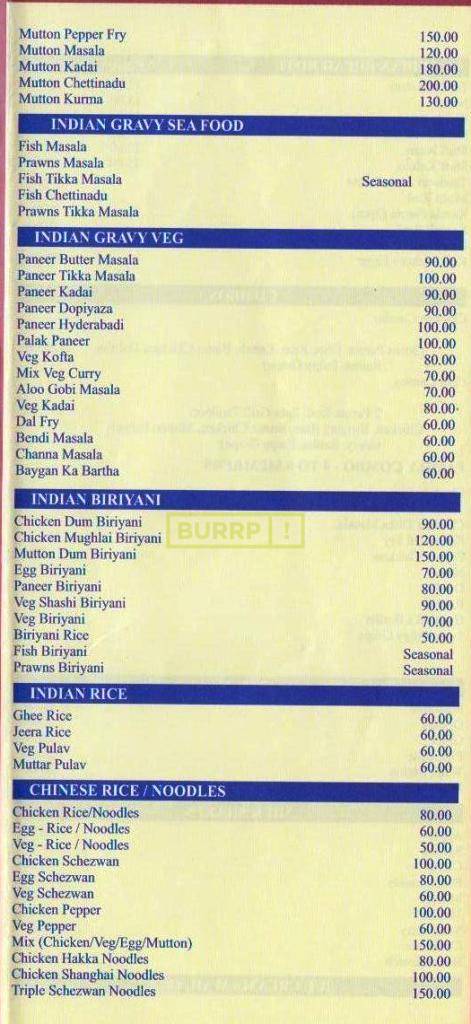 Mutton Pepper Fry 150.00
Mutton Masala 120.00
Mutton Kadai 180.00
Mutton Chettinadu 200.00
Mutton Kurma 130.00
INDIAN GRAVY SEA FOOD
Fish Masala
Prawns Masala
Fish Tikka Masala Seasonal
Fish Chettinadu
Prawns Tikka Masala
INDIAN GRAVY VEG
Paneer Butter Masala 90.00
Paneer Tikka Masala 100.00
Paneer Kadai 90.00
Paneer Dopiyaza 90.00
Paneer Hyderabadi 100.00
Palak Paneer 100.00
Veg Kofta 80.00
Mix Veg Curry 70.00
Aloo Gobi Masala 70.00
Veg Kadai 80.00
Dal Fry 60.00
Bendi Masala 60.00
Channa Masala 60.00
Baygan Ka Bartha 60.00
INDIAN BIRIYANI
Chicken Dum Biriyani 90.00
Chicken Mughlai Biriyani 120.00
BURRP!
Mutton Dum Biriyani 150.00
Egg Biriyani 70.00
Paneer Biriyani 80.00
Veg Shashi Biriyani 90.00
Veg Biriyani 70.00
Biriyani Rice 50.00
Fish Biriyani Seasonal
Prawns Biriyani Seasonal
INDIAN RICE
Ghee Rice 60.00
Jeera Rice 60.00
Veg Pulav 60.00
Muttar Pulav 60.00
CHINESE RICE / NOODLES
Chicken Rice/Noodles 80.00
Egg - Rice / Noodles 60.00
Veg - Rice / Noodles 50.00
Chicken Schezwan 100.00
Egg Schezwan 80.00
Veg Schezwan 60.00
Chicken Pepper 100.00
Veg Pepper 60.00
Mix (Chicken/Veg/Egg/Mutton) 150.00
Chicken Hakka Noodles 80.00
Chicken Shanghai Noodles 100.00
Triple Schezwan Noodles 150.00